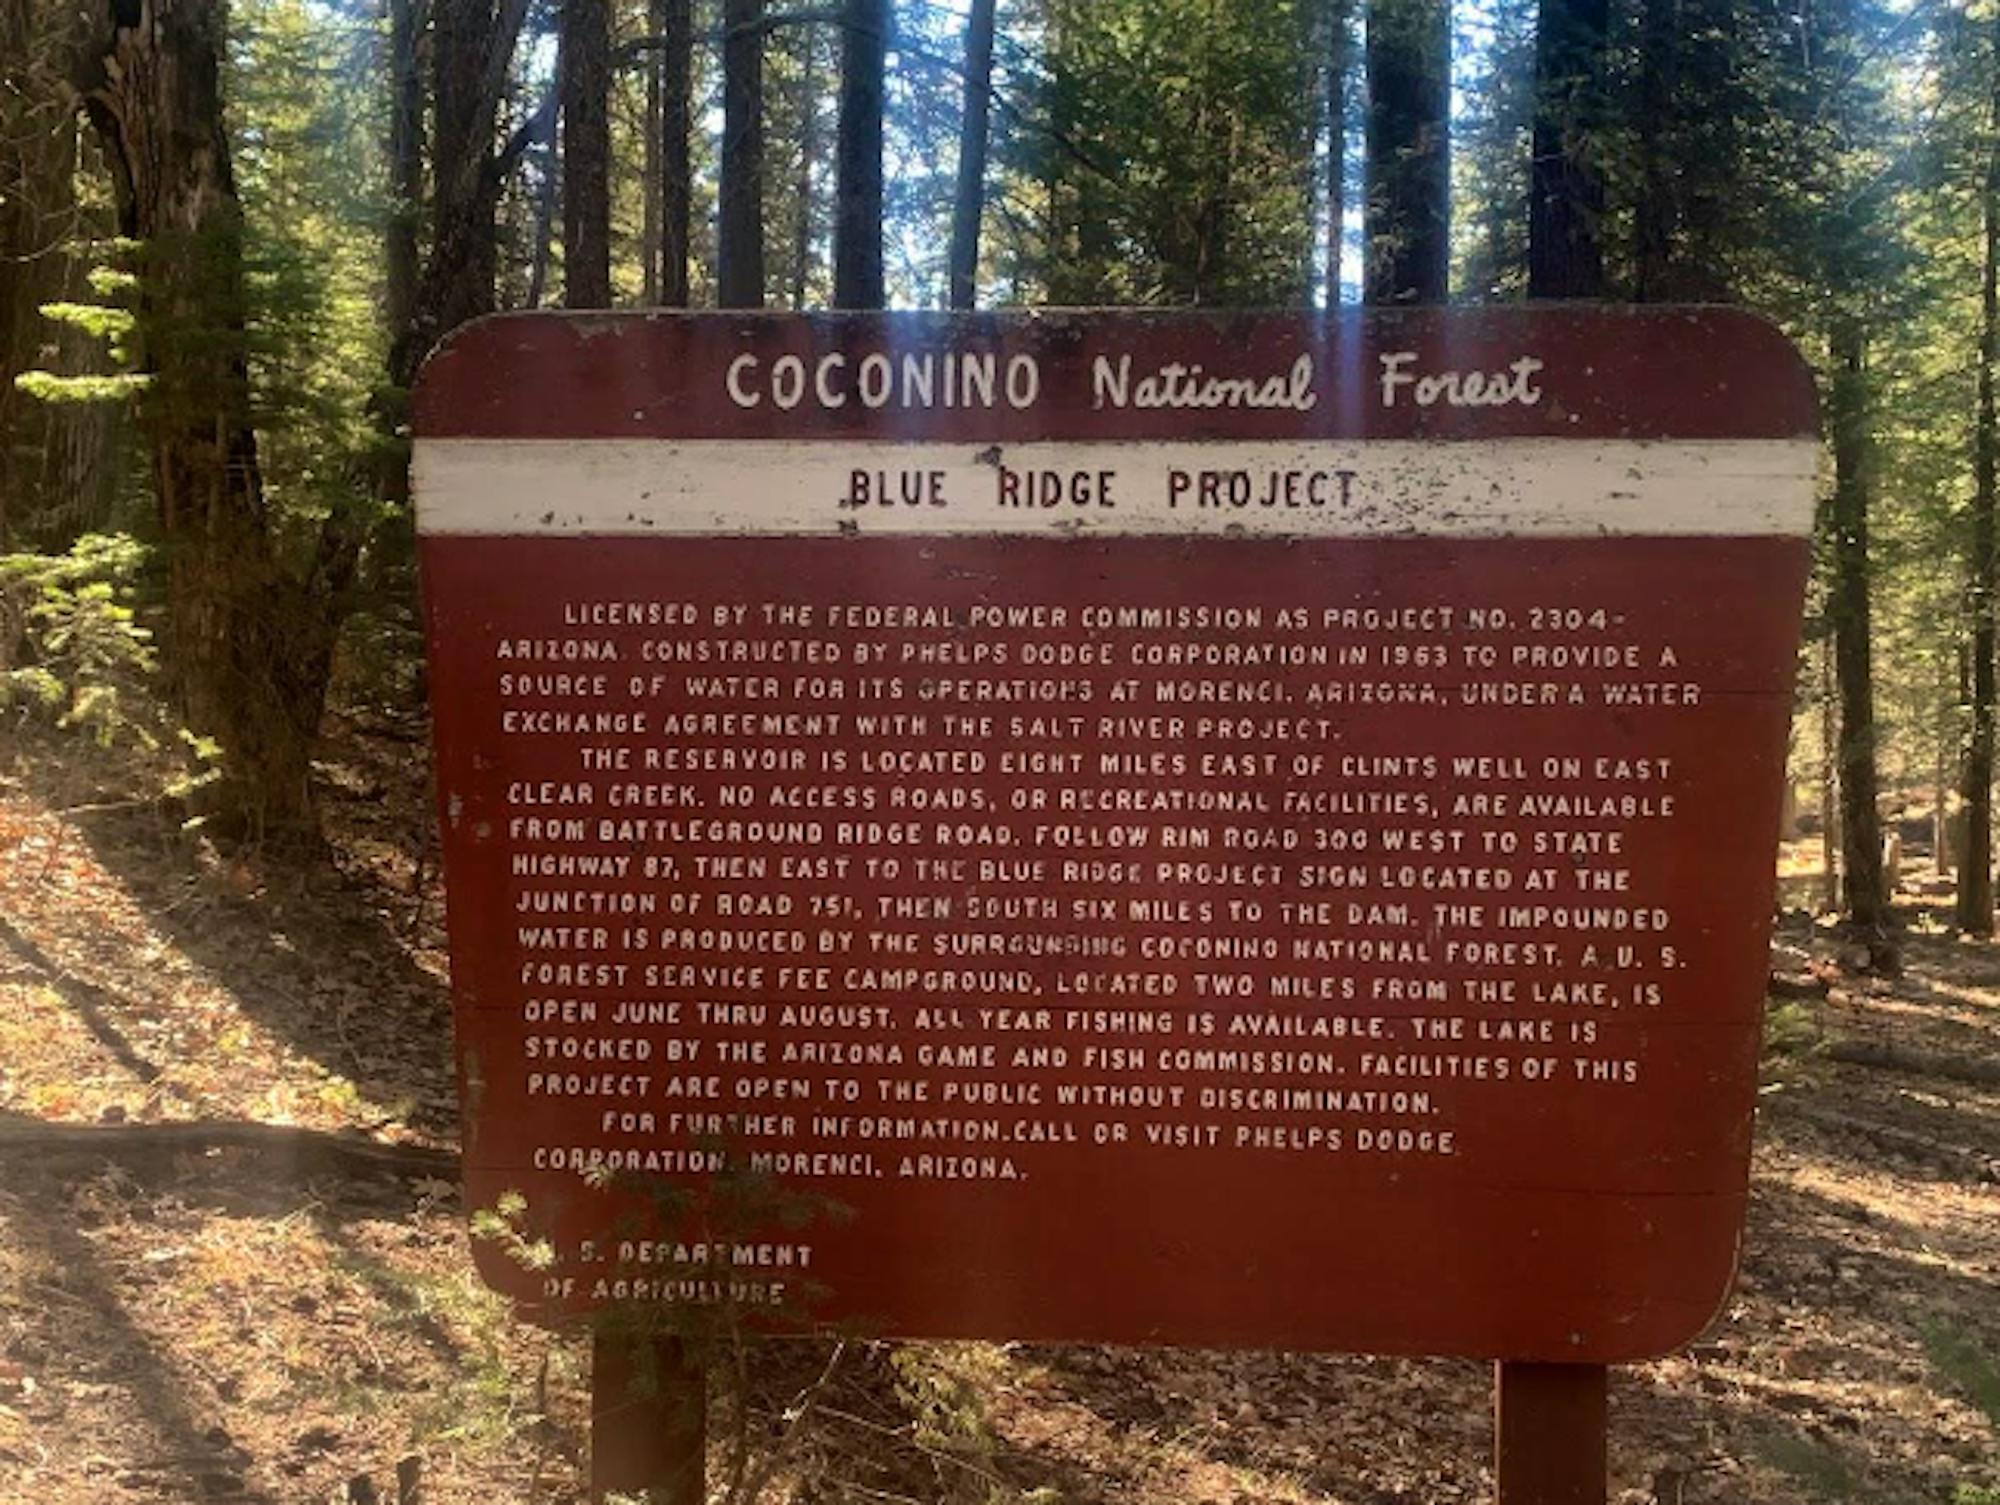 COCONINO National Forest
BLUE RIDGE PROJECT
LICENSED BY THE FEDERAL POWER COMMISSION AS PROJECT NO. 2304-
ARIZONA. CONSTRUCTED BY PHELPS DODGE CORPORATION IN 1963 TO PROVIDE A
SOURCE OF WATER FOR ITS OPERATIONS AT MORENCI. ARIZONA, UNDER A WATER
EXCHANGE AGREEMENT WITH THE SALT RIVER PROJECT.
THE RESERVOIR IS LOCATED EIGHT MILES EAST OF CLINTS WELL ON EAST
CLEAR CREEK. NO ACCESS ROADS, OR RECREATIONAL FACILITIES, ARE AVAILABLE
FROM BATTLEGROUND RIDGE ROAD. FOLLOW RIM ROAD 300 WEST TO STATE
HIGHWAY 87, THEN EAST TO THE BLUE RIDGE PROJECT SIGN LOCATED AT THE
JUNCTION OF ROAD 751, THEN SOUTH SIX MILES TO THE DAM. THE IMPOUNDED
WATER IS PRODUCED BY THE SURROUNDING COCONINO NATIONAL FOREST. A U. S.
FOREST SERVICE FEE CAMPGROUND, LOCATED TWO MILES FROM THE LAKE, IS
OPEN JUNE THRU AUGUST. ALL YEAR FISHING IS AVAILABLE. THE LAKE IS
STOCKED BY THE ARIZONA GAME AND FISH COMMISSION. FACILITIES OF THIS
PROJECT ARE OPEN TO THE PUBLIC WITHOUT DISCRIMINATION.
FOR FURTHER INFORMATION. CALL OR VISIT PHELPS DODGE
CORPORATION. MORENCI. ARIZONA.
S. DEPARTMENT
OF AGRICULTURE